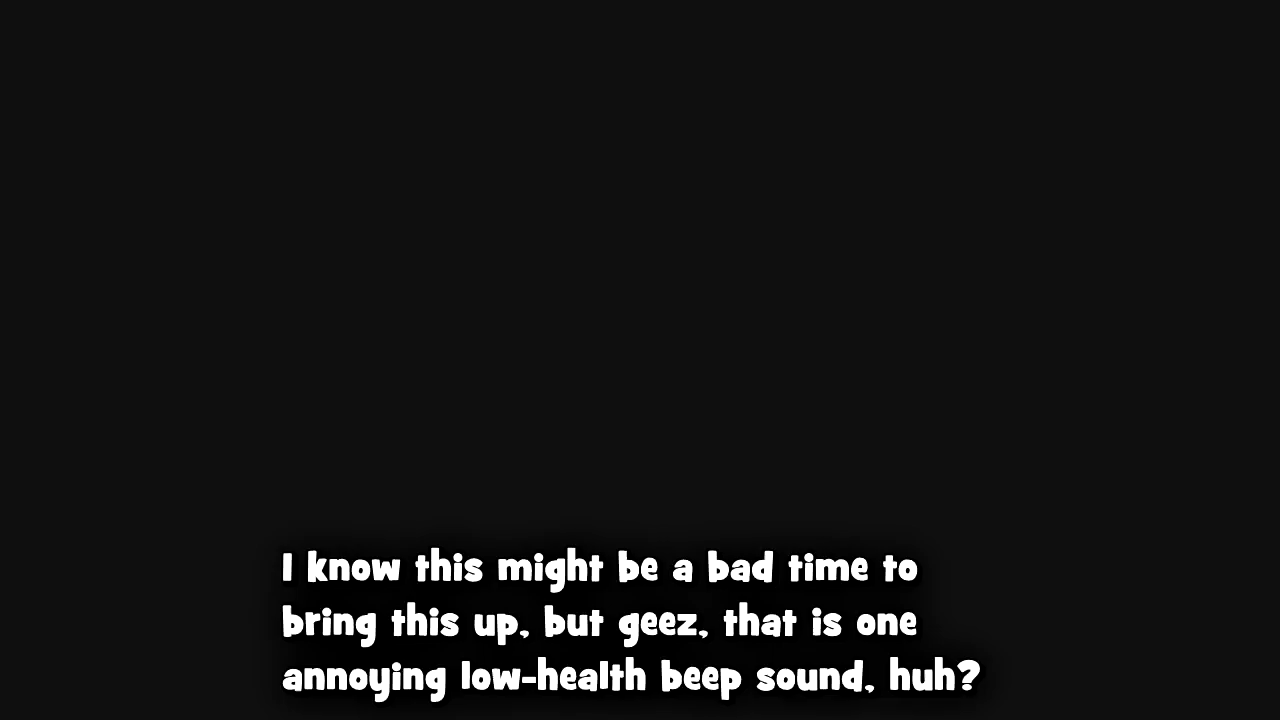 I know this might be a bad time to
bring this up, but geez, that is one
annoying low-health beep sound, huh?